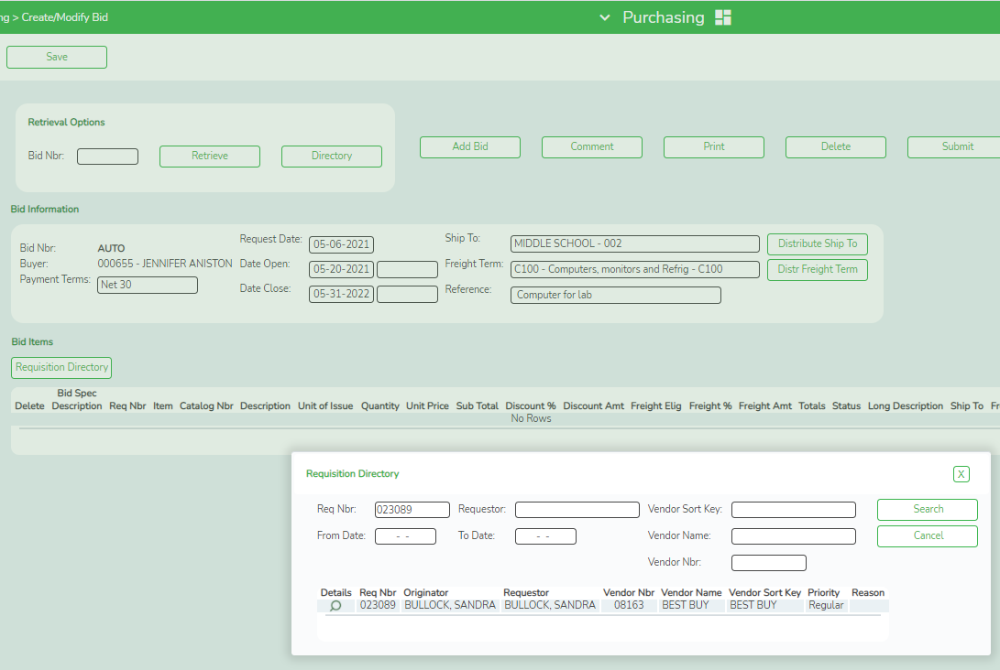 ng > Create/Modify Bid
Purchasing
Save
Retrieval Options
Bid Nbr: Retrieve Directory Add Bid Comment Print Delete Submit
Bid Information
Bid Nbr: AUTO
Buyer: 000655 - JENNIFER ANISTON
Payment Terms: Net 30
Request Date: 05-06-2021
Date Open: 05-20-2021
Date Close: 05-31-2022
Ship To: MIDDLE SCHOOL - 002 Distribute Ship To
Freight Term: C100 - Computers, monitors and Refrig - C100 Distr Freight Term
Reference: Computer for lab
Bid Items
Requisition Directory
Delete Bid Spec Description Req Nbr Item Catalog Nbr Description Unit of Issue Quantity Unit Price Sub Total Discount % Discount Amt Freight Elig Freight % Freight Amt Totals Status Long Description Ship To Fr
No Rows
Requisition Directory X
Req Nbr: 023089 Requestor: Vendor Sort Key: Search
From Date: - - To Date: - - Vendor Name: Cancel
Vendor Nbr:
Details Req Nbr Originator Requestor Vendor Nbr Vendor Name Vendor Sort Key Priority Reason
023089 BULLOCK, SANDRA BULLOCK, SANDRA 08163 BEST BUY BEST BUY Regular